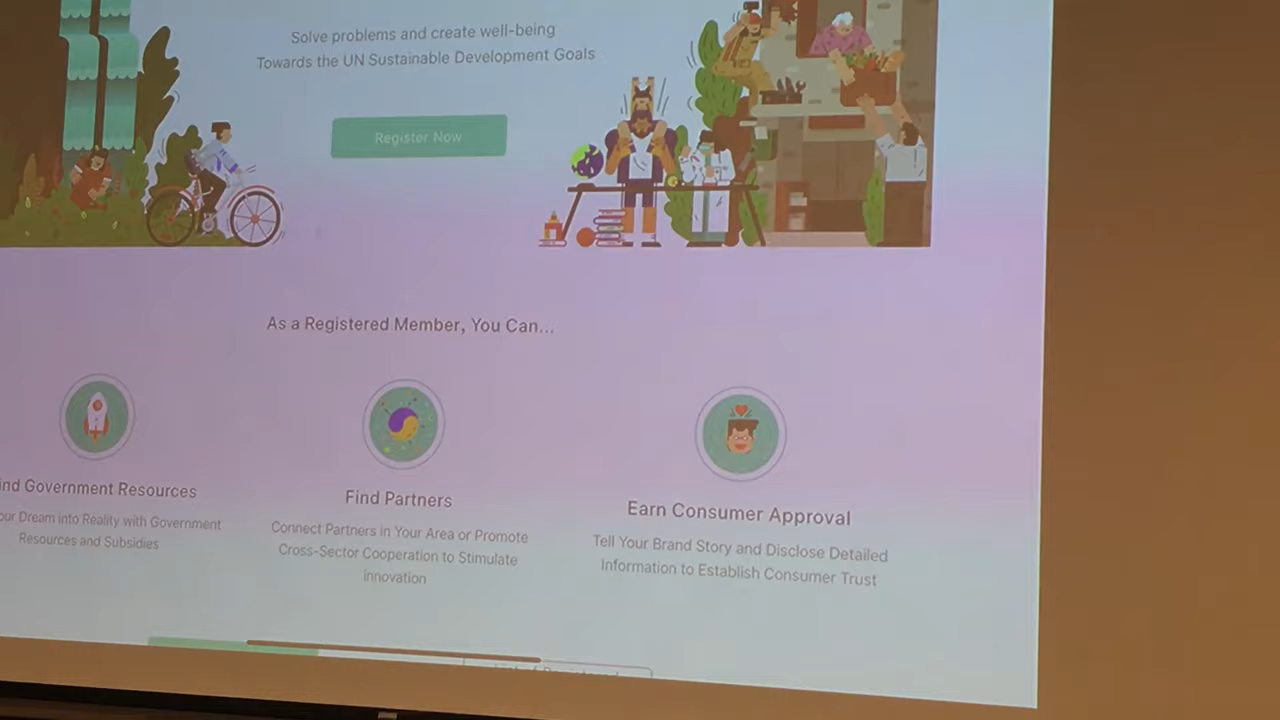 Solve problems and create well-being
Towards the UN Sustainable Development Goals
Register Now
As a Registered Member, You Can...
Government Resources
Dream into Reality with Government
Resources and Subsidies
Find Partners
Connect Partners in Your Area or Promote
Cross-Sector Cooperation to Stimulate
innovation
Earn Consumer Approval
Tell Your Brand Story and Disclose Detailed
Information to Establish Consumer Trust